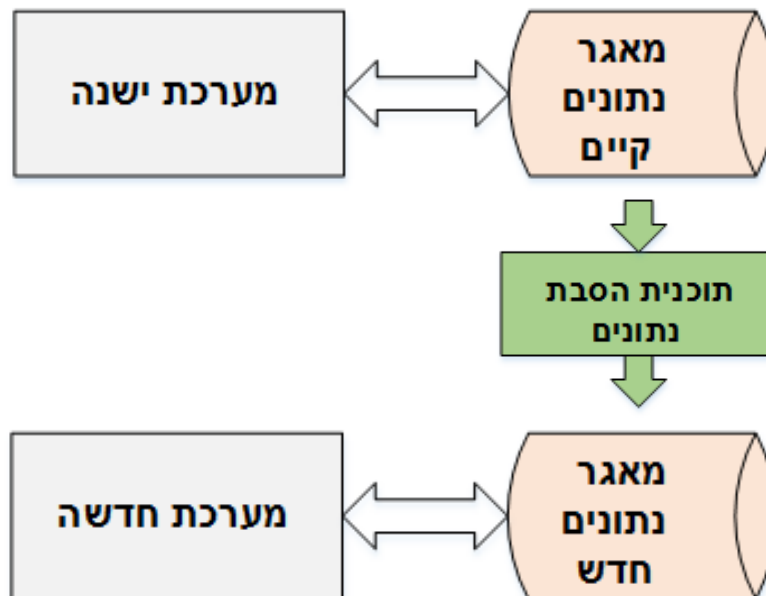 מערכת ישנה
מאגר
נתונים
קיים
תוכנית הסבת
נתונים
מערכת חדשה
מאגר
נתונים
חדש